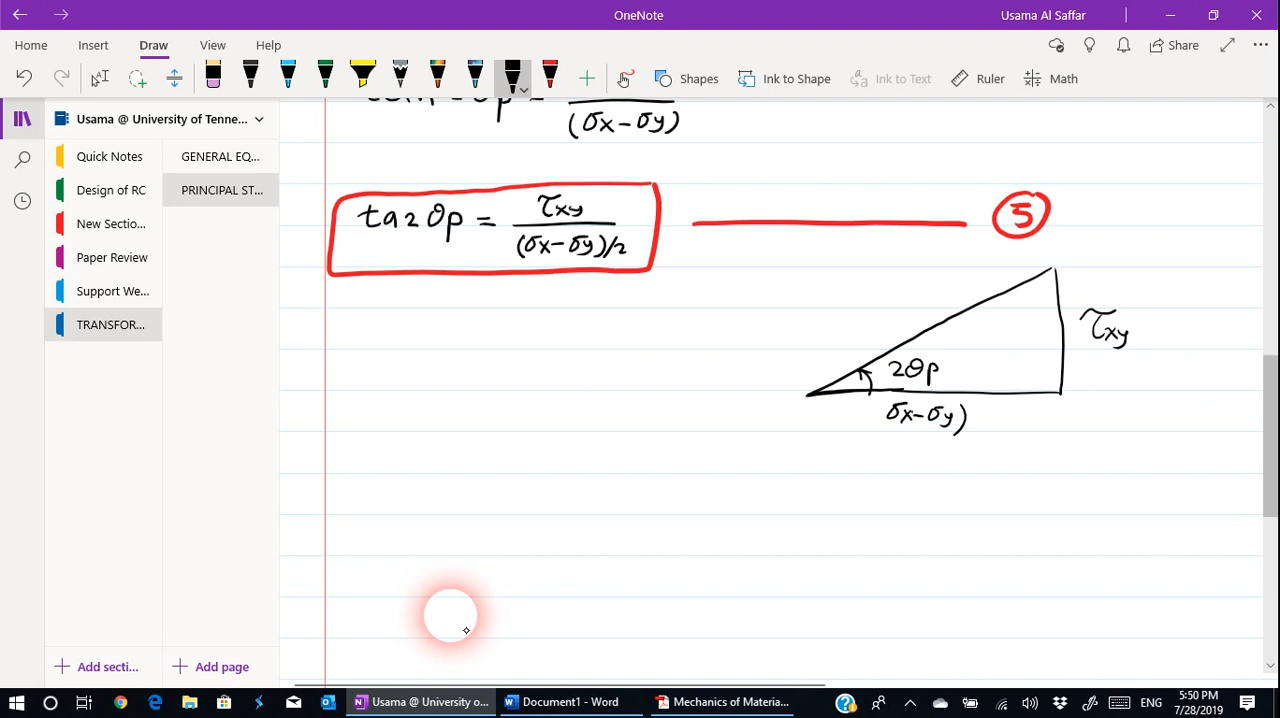 OneNote
Usama Al Saffar
Home Insert Draw View Help
Share
Shapes Ink to Shape Ink to Text Ruler Math
Usama @ University of Tenne...
Quick Notes
Design of RC
New Sectio...
Paper Review
Support We...
TRANSFOR...
GENERAL EQ...
PRINCIPAL ST...
(σx-σy)
ta2θp = τxy/(σx-σy)/2
5
τxy
2θp
σx-σy)
Add secti...
Add page
Usama @ University o...
Document1 - Word
Mechanics of Materia...
ENG
5:50 PM
7/28/2019